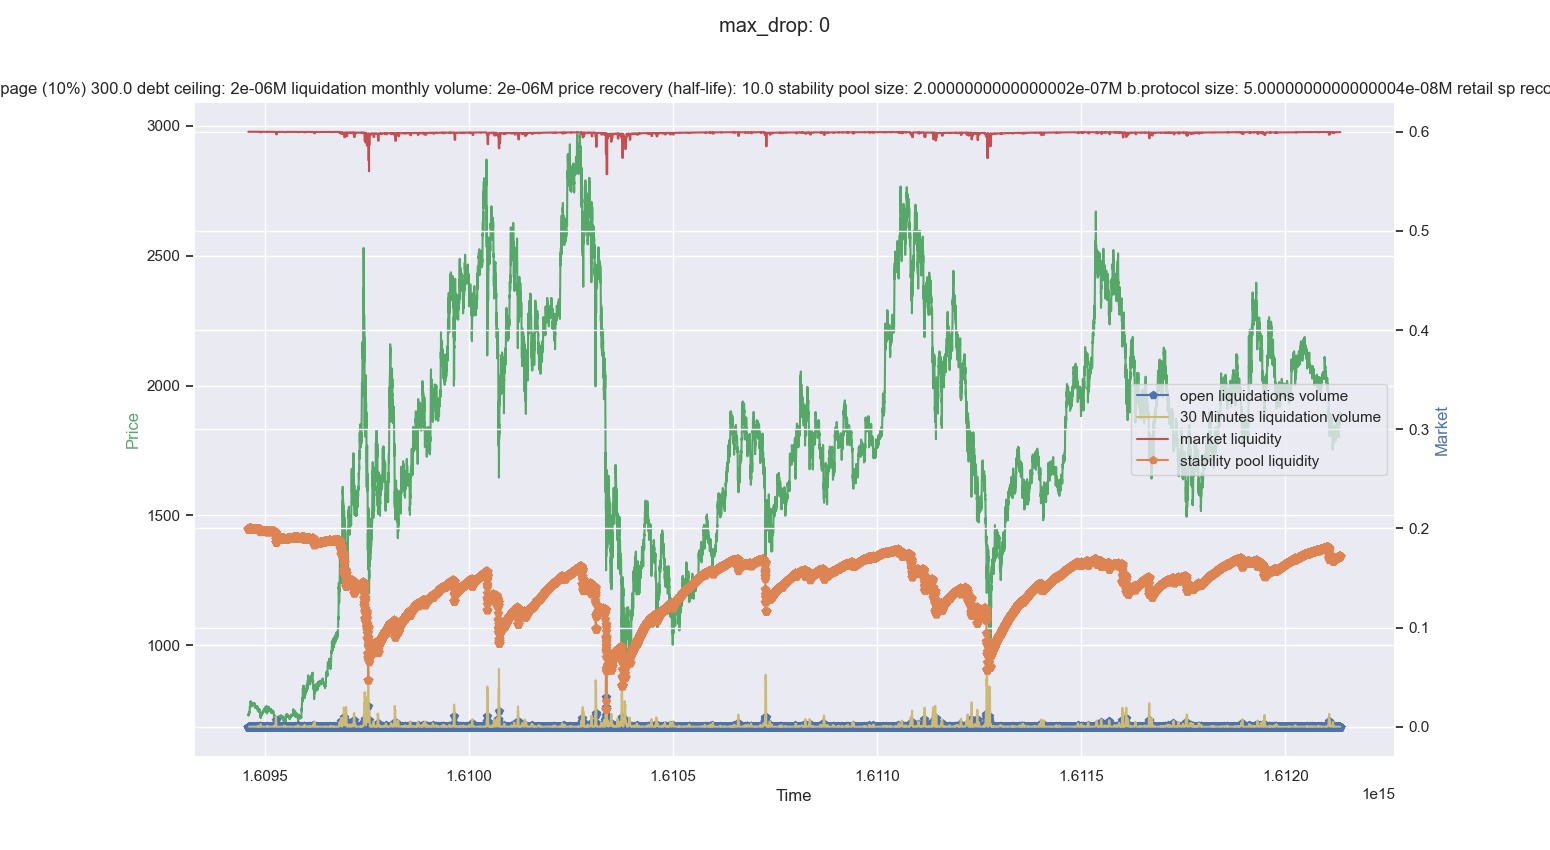 max_drop: 0
page (10%) 300.0 debt ceiling: 2e-06M liquidation monthly volume: 2e-06M price recovery (half-life): 10.0 stability pool size: 2.0000000000000002e-07M b.protocol size: 5.0000000000000004e-08M retail sp reco
3000
2500
2000
1500
1000
Price
0.6
0.5
0.4
0.3
0.2
0.1
0.0
Market
open liquidations volume
30 Minutes liquidation volume
market liquidity
stability pool liquidity
1.6095 1.6100 1.6105 1.6110 1.6115 1.6120
1e15
Time